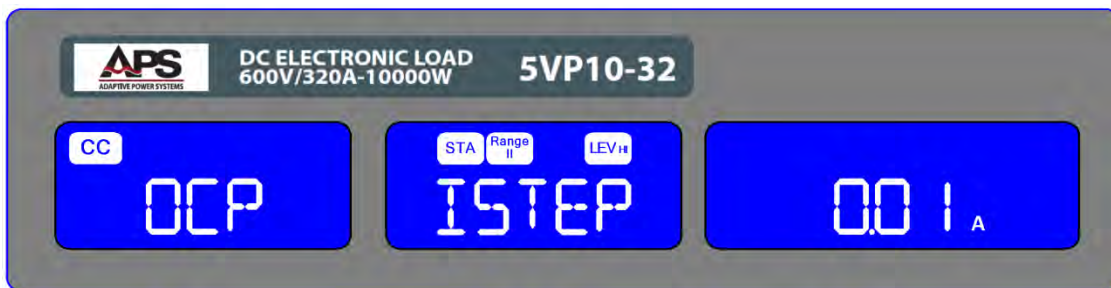 APS
ADAPTIVE POWER SYSTEMS
DC ELECTRONIC LOAD
600V/320A-10000W
5VP10-32
CC
OCP
STA Range II LEV HI
ISTEP
0.01 A